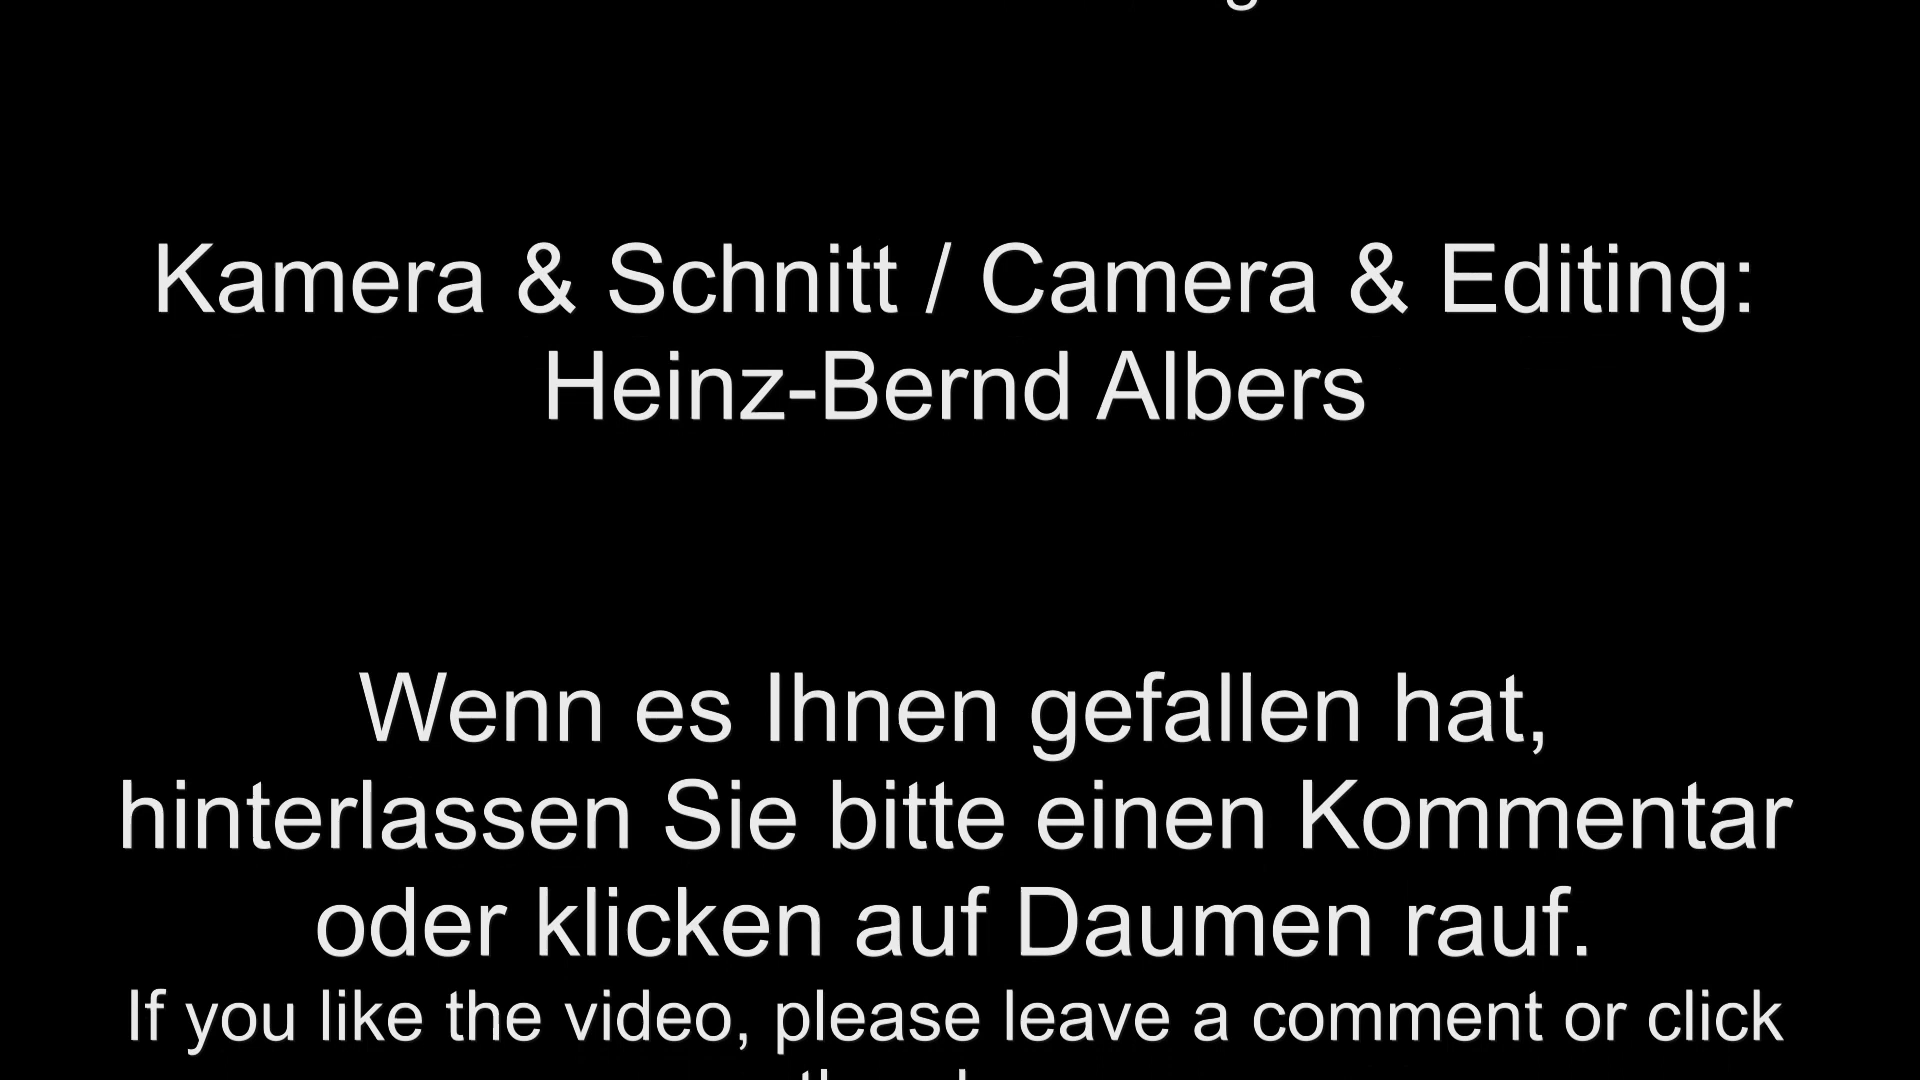 Kamera & Schnitt / Camera & Editing:
Heinz-Bernd Albers
Wenn es Ihnen gefallen hat,
hinterlassen Sie bitte einen Kommentar
oder klicken auf Daumen rauf.
If you like the video, please leave a comment or click